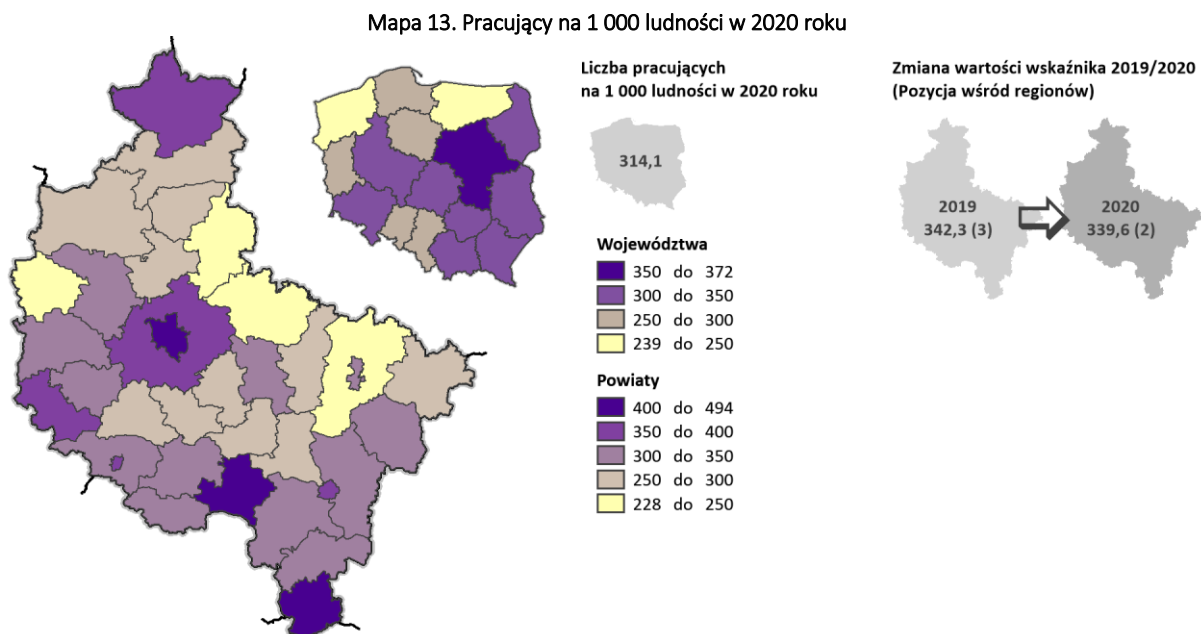 Mapa 13. Pracujący na 1 000 ludności w 2020 roku
Liczba pracujących
na 1 000 ludności w 2020 roku
314,1
Województwa
350 do 372
300 do 350
250 do 300
239 do 250
Powiaty
400 do 494
350 do 400
300 do 350
250 do 300
228 do 250
Zmiana wartości wskaźnika 2019/2020
(Pozycja wśród regionów)
2019
342,3 (3)
2020
339,6 (2)